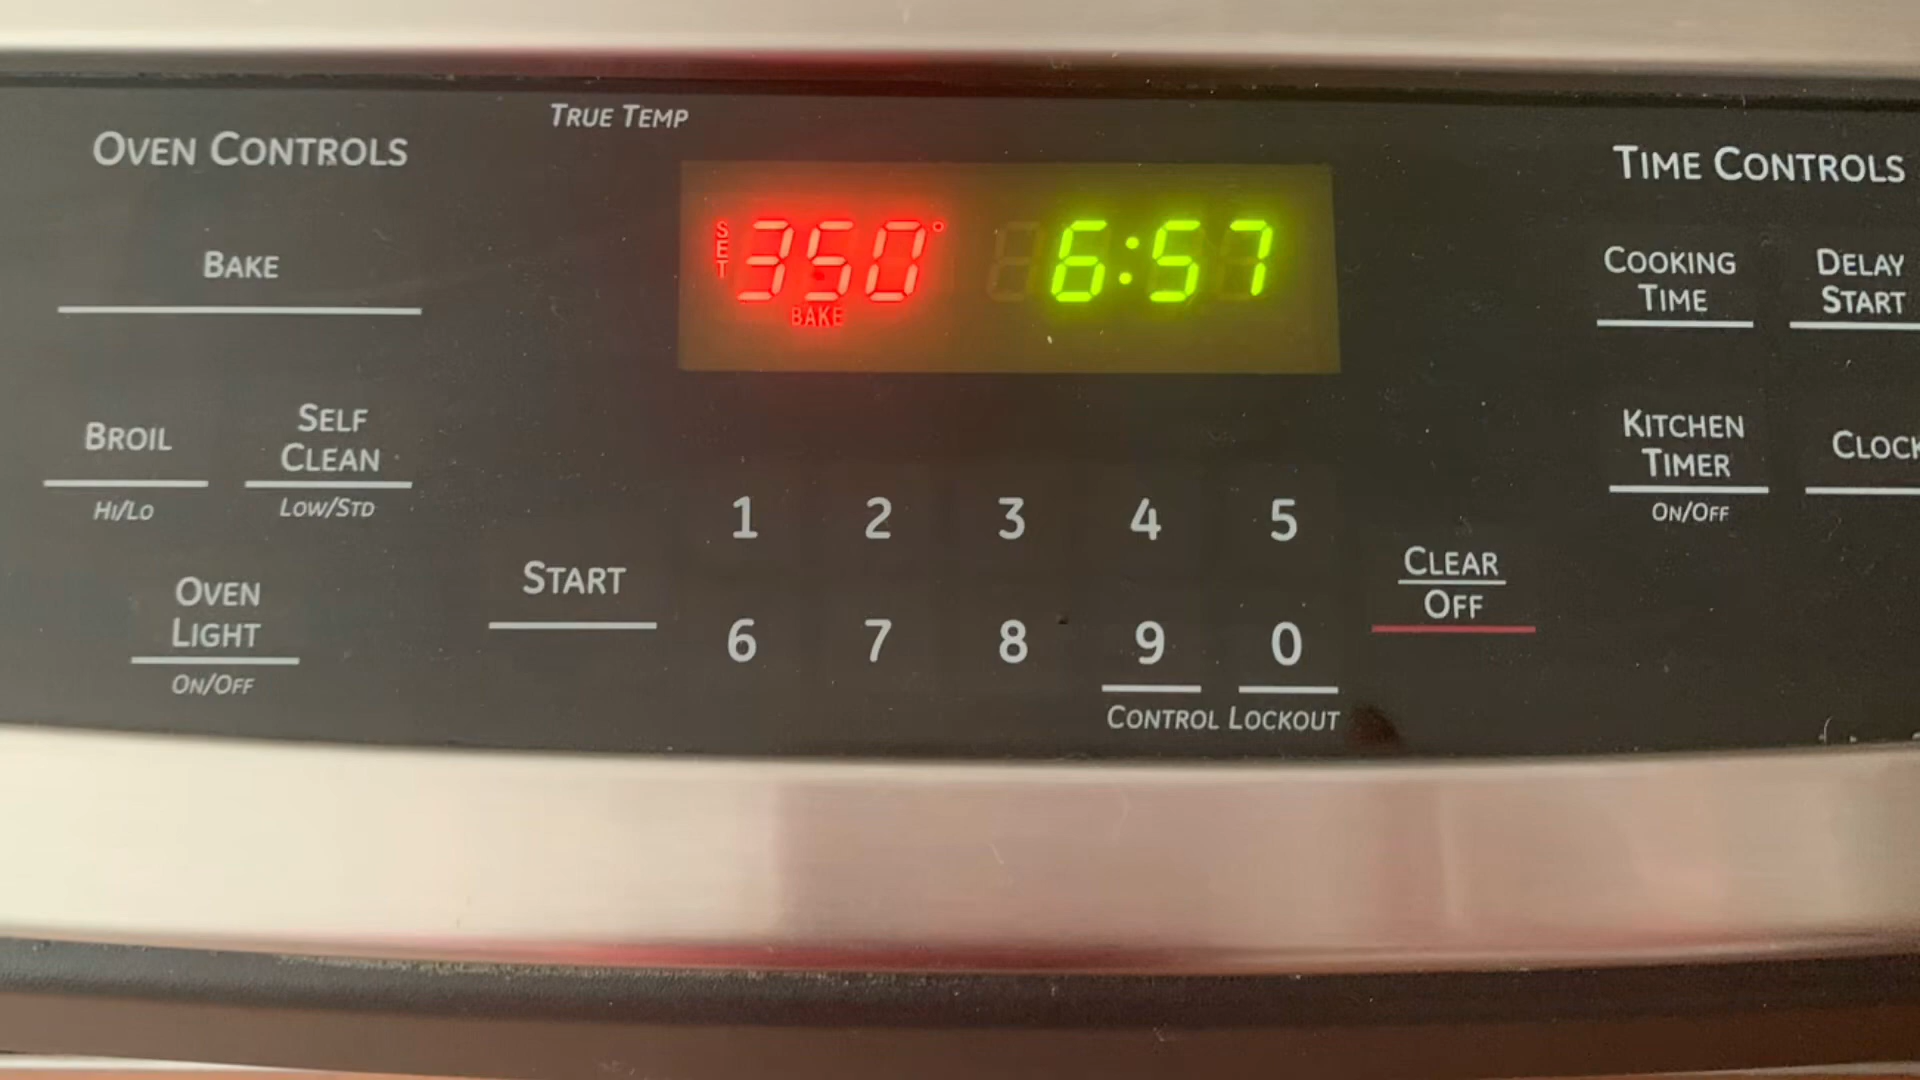 TRUE TEMP
OVEN CONTROLS
TIME CONTROLS
SET
350°
6:57
BAKE
BAKE
COOKING
TIME
DELAY
START
BROIL
HI/LO
SELF
CLEAN
LOW/STD
KITCHEN
TIMER
ON/OFF
CLOCK
OVEN
LIGHT
ON/OFF
START
1 2 3 4 5
6 7 8 9 0
CONTROL LOCKOUT
CLEAR
OFF